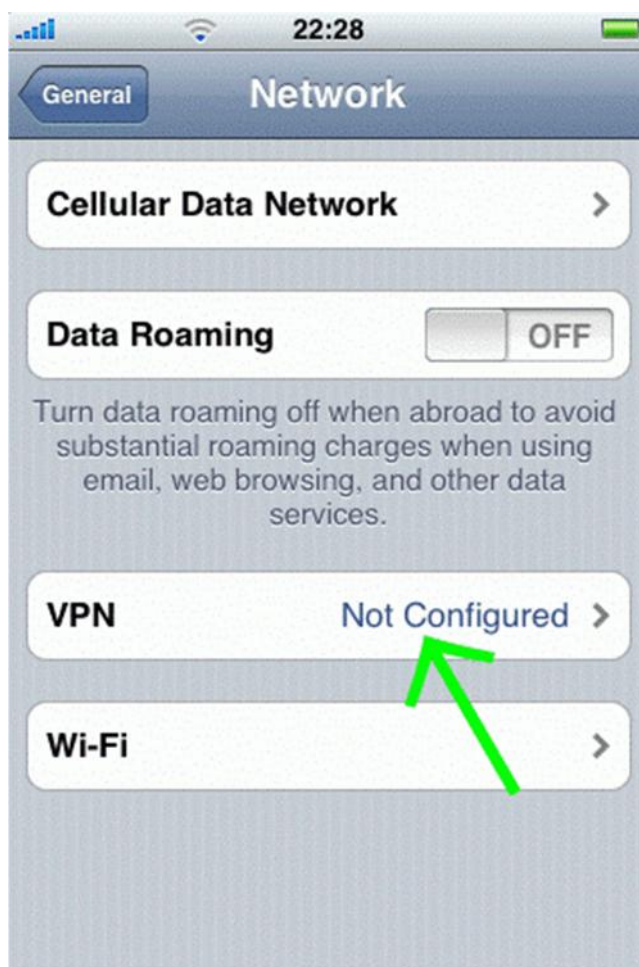 22:28
General
Network
Cellular Data Network
Data Roaming
OFF
Turn data roaming off when abroad to avoid
substantial roaming charges when using
email, web browsing, and other data
services.
VPN Not Configured
Wi-Fi